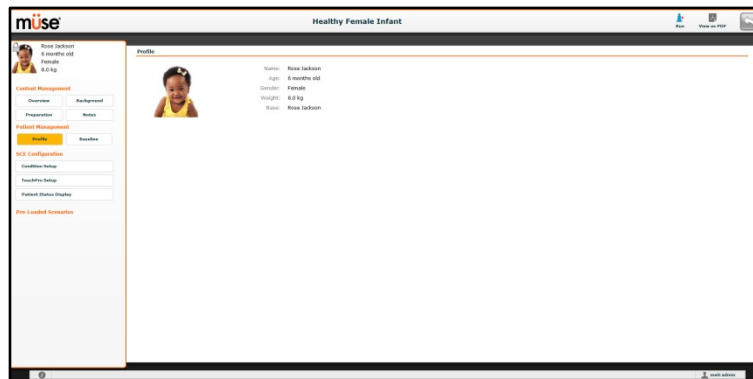 müse
Healthy Female Infant
Run
View as PDF
Rose Jackson
6 months old
Female
8.0 kg
Content Management
Overview
Background
Preparation
Notes
Patient Management
Profile
Baseline
SCE Configuration
Condition Setup
TouchPro Setup
Patient Status Display
Pre-Loaded Scenarios
Profile
Name: Rose Jackson
Age: 6 months old
Gender: Female
Weight: 8.0 kg
Base: Rose Jackson